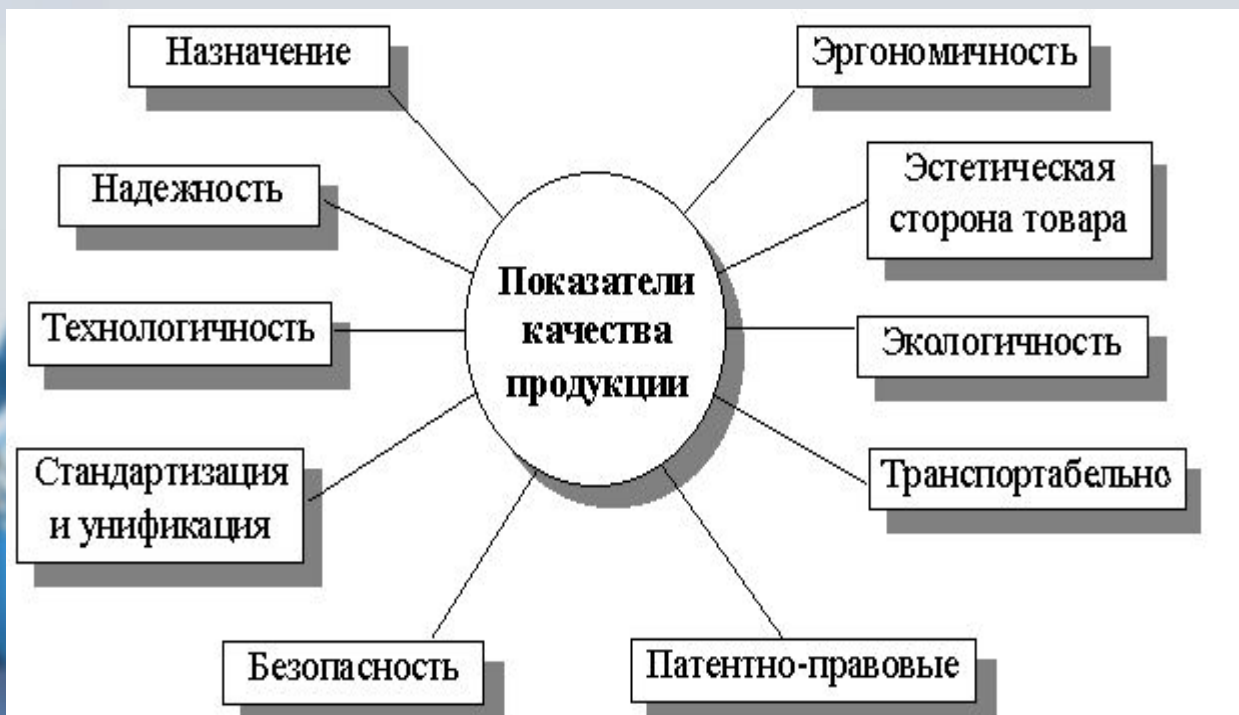 Назначение
Надежность
Технологичность
Стандартизация
и унификация
Безопасность
Показатели
качества
продукции
Эргономичность
Эстетическая
сторона товара
Экологичность
Транспортабельно
Патентно-правовые